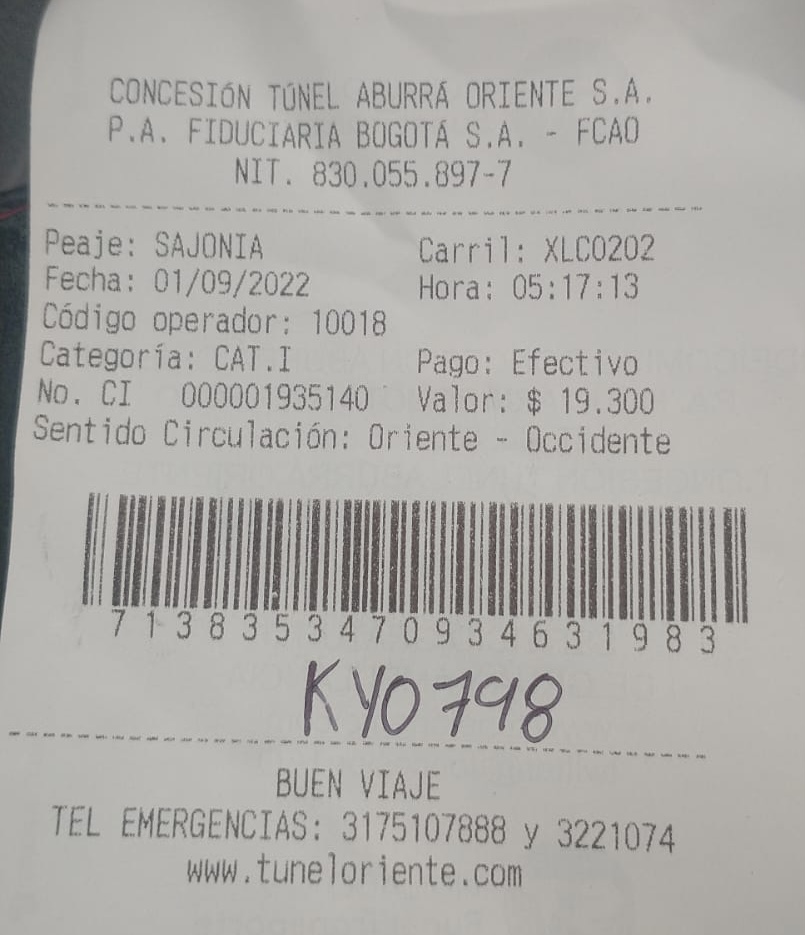 CONCESIÓN TÚNEL ABURRÁ ORIENTE S.A.
P.A. FIDUCIARIA BOGOTÁ S.A. - FCAO
NIT. 830.055.897-7
Peaje: SAJONIA Carril: XLC0202
Fecha: 01/09/2022 Hora: 05:17:13
Código operador: 10018
Categoría: CAT.I Pago: Efectivo
No. CI 000001935140 Valor: $ 19.300
Sentido Circulación: Oriente - Occidente
7138353470934631983
KYO798
BUEN VIAJE
TEL EMERGENCIAS: 3175107888 y 3221074
www.tuneloriente.com